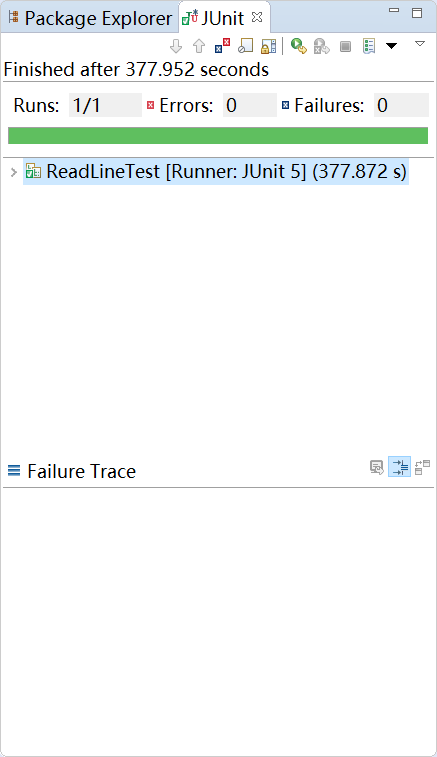 Package Explorer JUnit
Finished after 377.952 seconds
Runs: 1/1 Errors: 0 Failures: 0
ReadLineTest [Runner: JUnit 5] (377.872 s)
Failure Trace